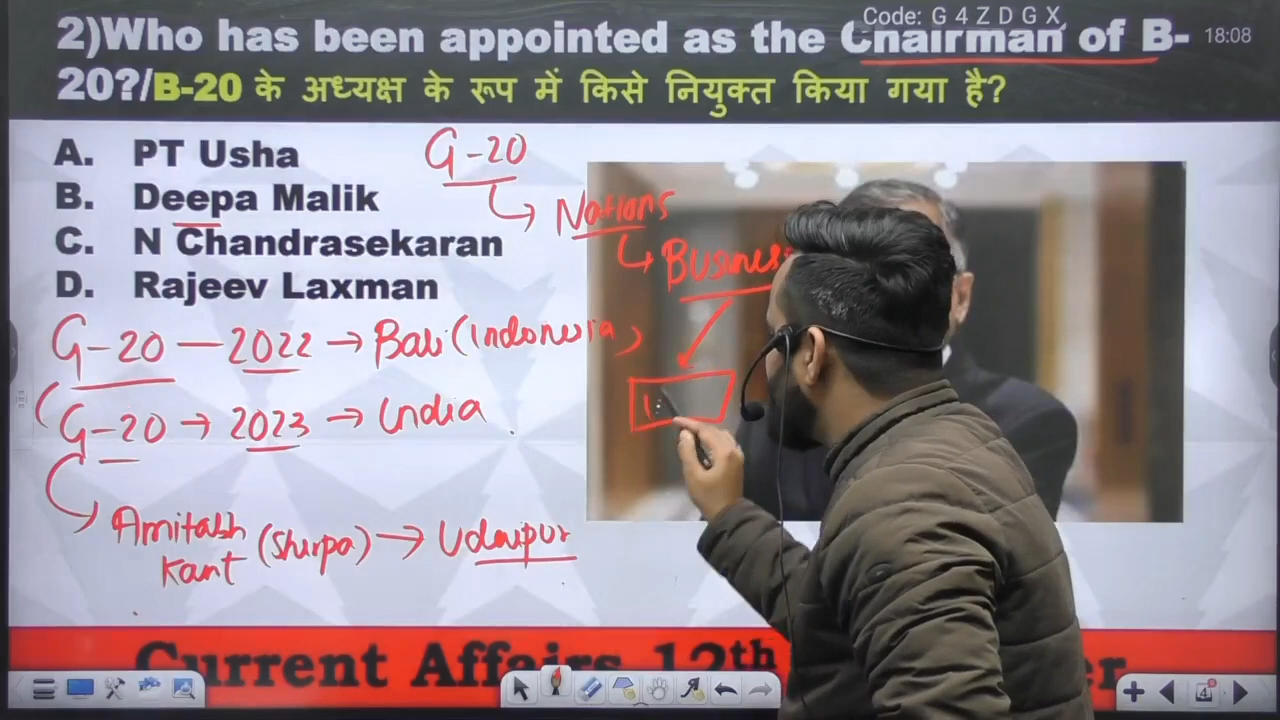 Code: G 4 Z D G X
18:08
2)Who has been appointed as the Chairman of B-
20?/B-20 के अध्यक्ष के रूप में किसे नियुक्त किया गया है?
A. PT Usha
B. Deepa Malik
C. N Chandrasekaran
D. Rajeev Laxman
G-20
Nations
Business
G-20 — 2022 → Bali (Indonesia)
G-20 → 2023 → India
Amitabh Kant (Sherpa) → Udaipur
Current Affairs 12th
4